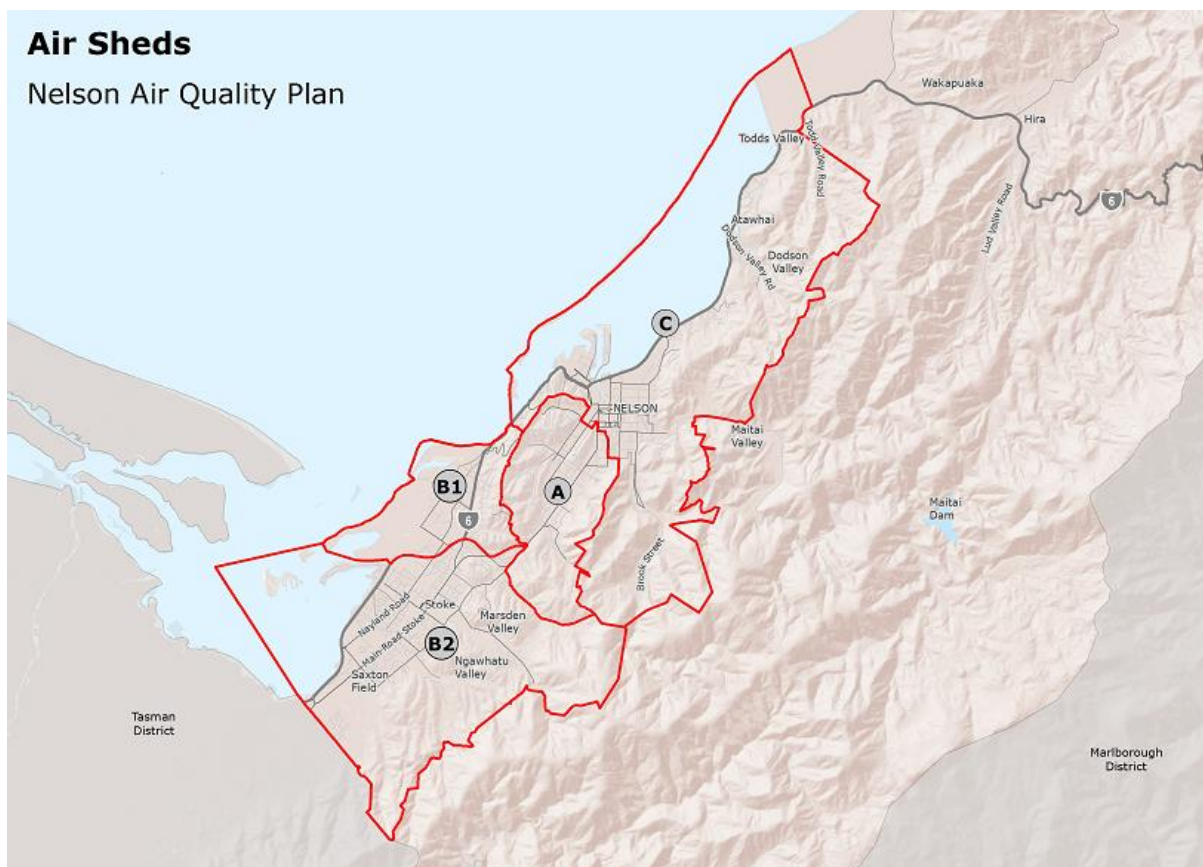 Air Sheds
Nelson Air Quality Plan
Wakapuaka
Hira
Todds Valley
Todd Valley Road
Lud Valley Road
6
Atawhai
Dodson Valley Rd
Dodson
Valley
C
NELSON
Maitai
Valley
B1
A
6
Maitai
Dam
Brook Street
Nayland Road
Stoke
Main Road Stoke
Marsden
Valley
B2
Ngawhatu
Valley
Saxton
Field
Tasman
District
Marlborough
District